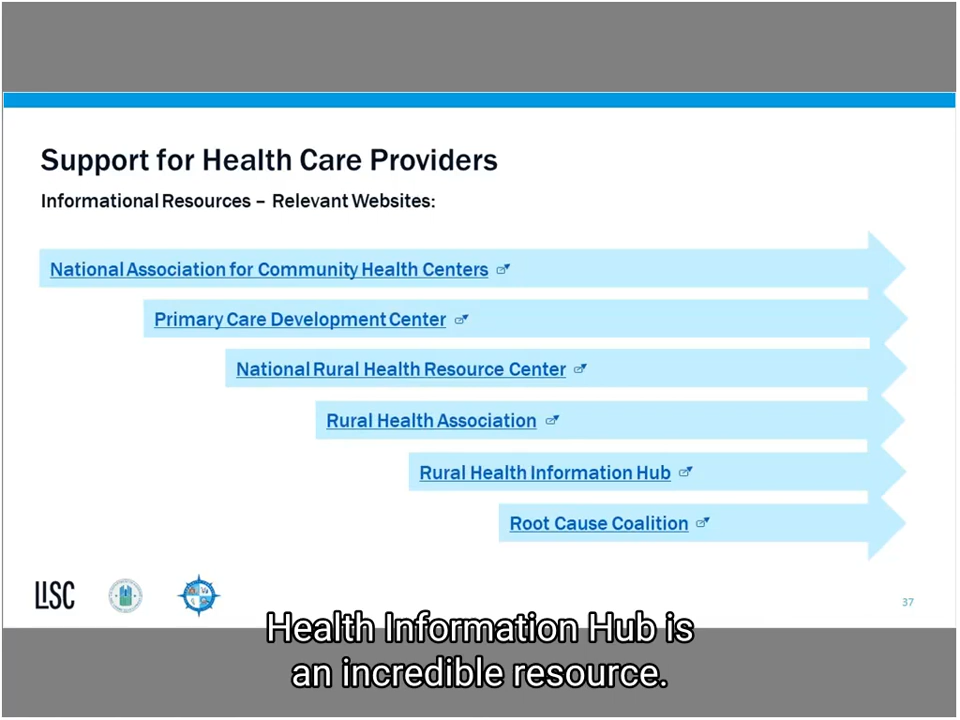 Support for Health Care Providers
Informational Resources – Relevant Websites:
National Association for Community Health Centers
Primary Care Development Center
National Rural Health Resource Center
Rural Health Association
Rural Health Information Hub
Root Cause Coalition
LISC
37
Health Information Hub is
an incredible resource.